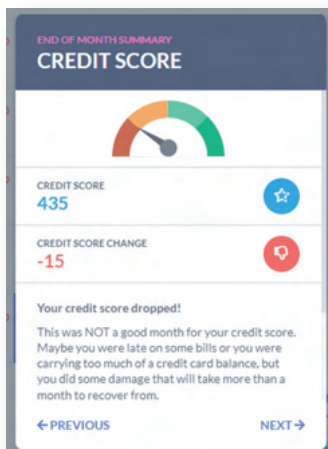 END OF MONTH SUMMARY
CREDIT SCORE
CREDIT SCORE
435
CREDIT SCORE CHANGE
-15
Your credit score dropped!
This was NOT a good month for your credit score.
Maybe you were late on some bills or you were
carrying too much of a credit card balance, but
you did some damage that will take more than a
month to recover from.
← PREVIOUS NEXT →